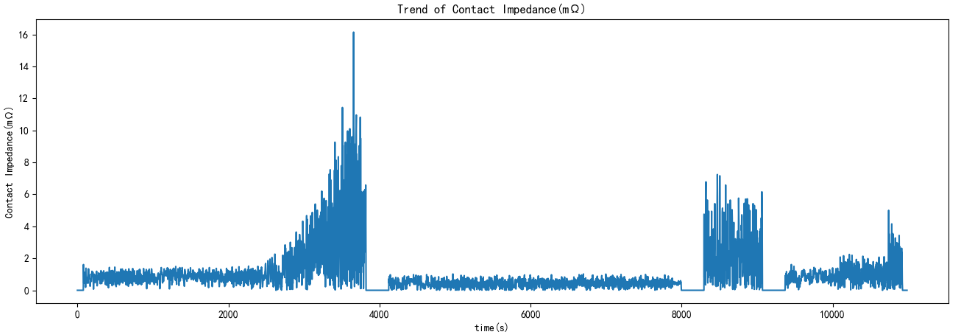 Trend of Contact Impedance(mΩ)
Contact Impedance(mΩ)
16
14
12
10
8
6
4
2
0
0 2000 4000 6000 8000 10000
time(s)